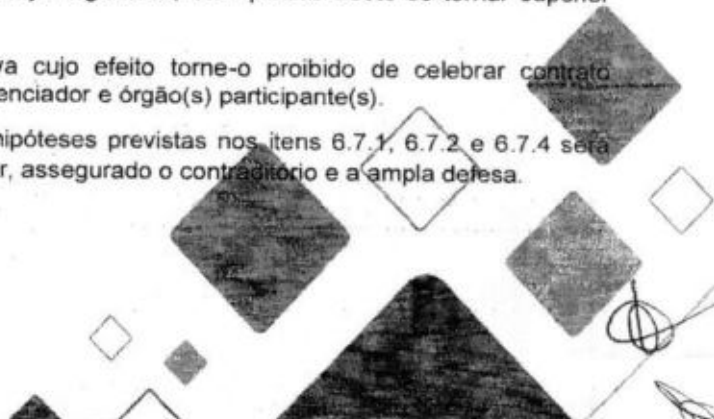 va cujo efeito torne-o proibido de celebrar contrato
enciador e órgão(s) participante(s).
hipóteses previstas nos itens 6.7.1, 6.7.2 e 6.7.4 será
r, assegurado o contraditório e a ampla defesa.